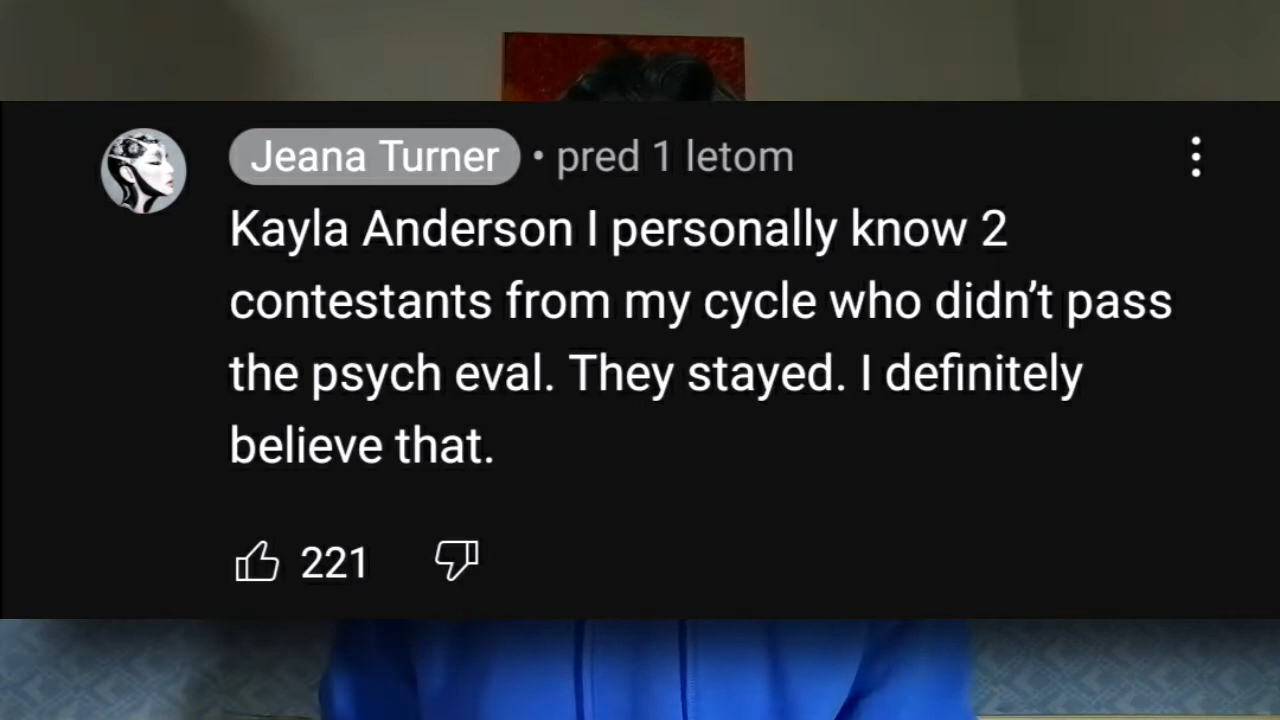 Jeana Turner • pred 1 letom
Kayla Anderson I personally know 2
contestants from my cycle who didn’t pass
the psych eval. They stayed. I definitely
believe that.
221